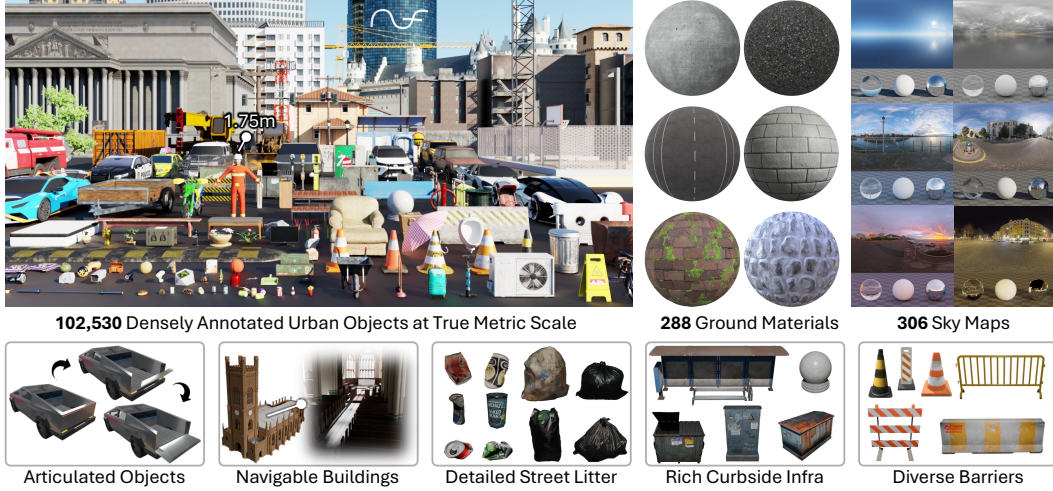 1.75m
102,530 Densely Annotated Urban Objects at True Metric Scale
288 Ground Materials
306 Sky Maps
Articulated Objects
Navigable Buildings
Detailed Street Litter
Rich Curbside Infra
Diverse Barriers